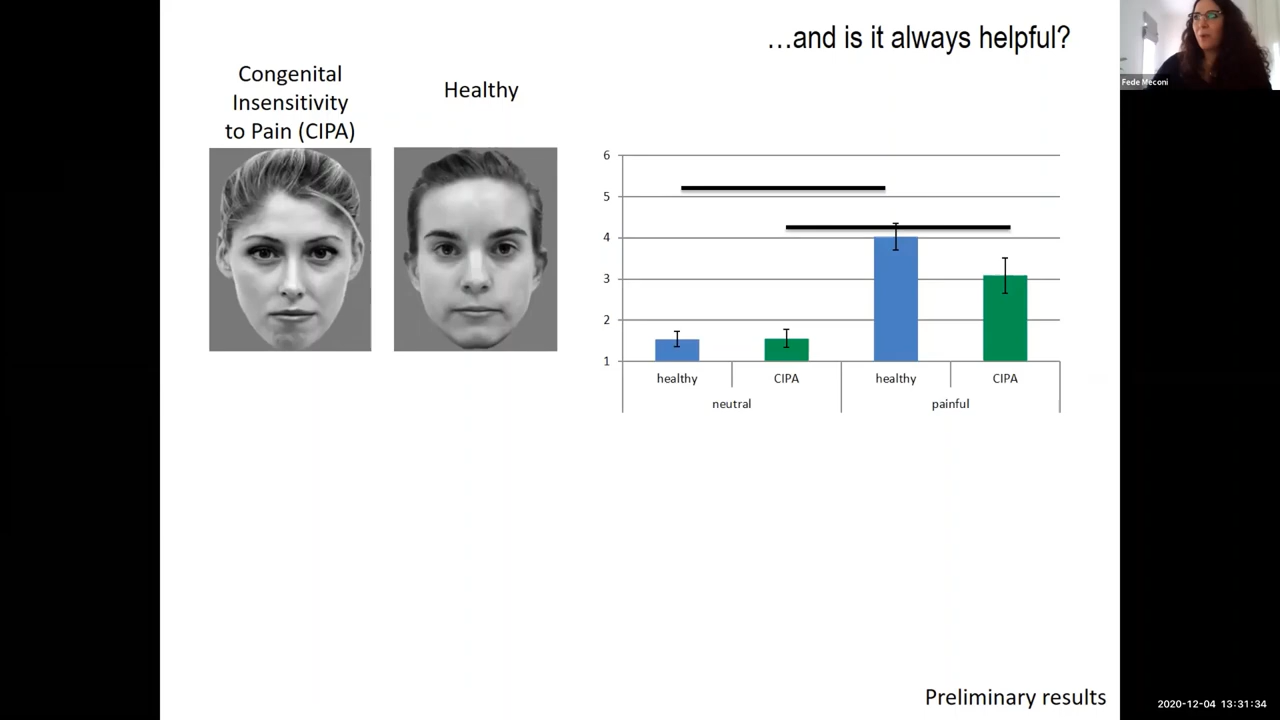 …and is it always helpful?
Fede Meconi
Congenital
Insensitivity
to Pain (CIPA)
Healthy
6
5
4
3
2
1
healthy
CIPA
healthy
CIPA
neutral
painful
Preliminary results
2020-12-04 13:31:34